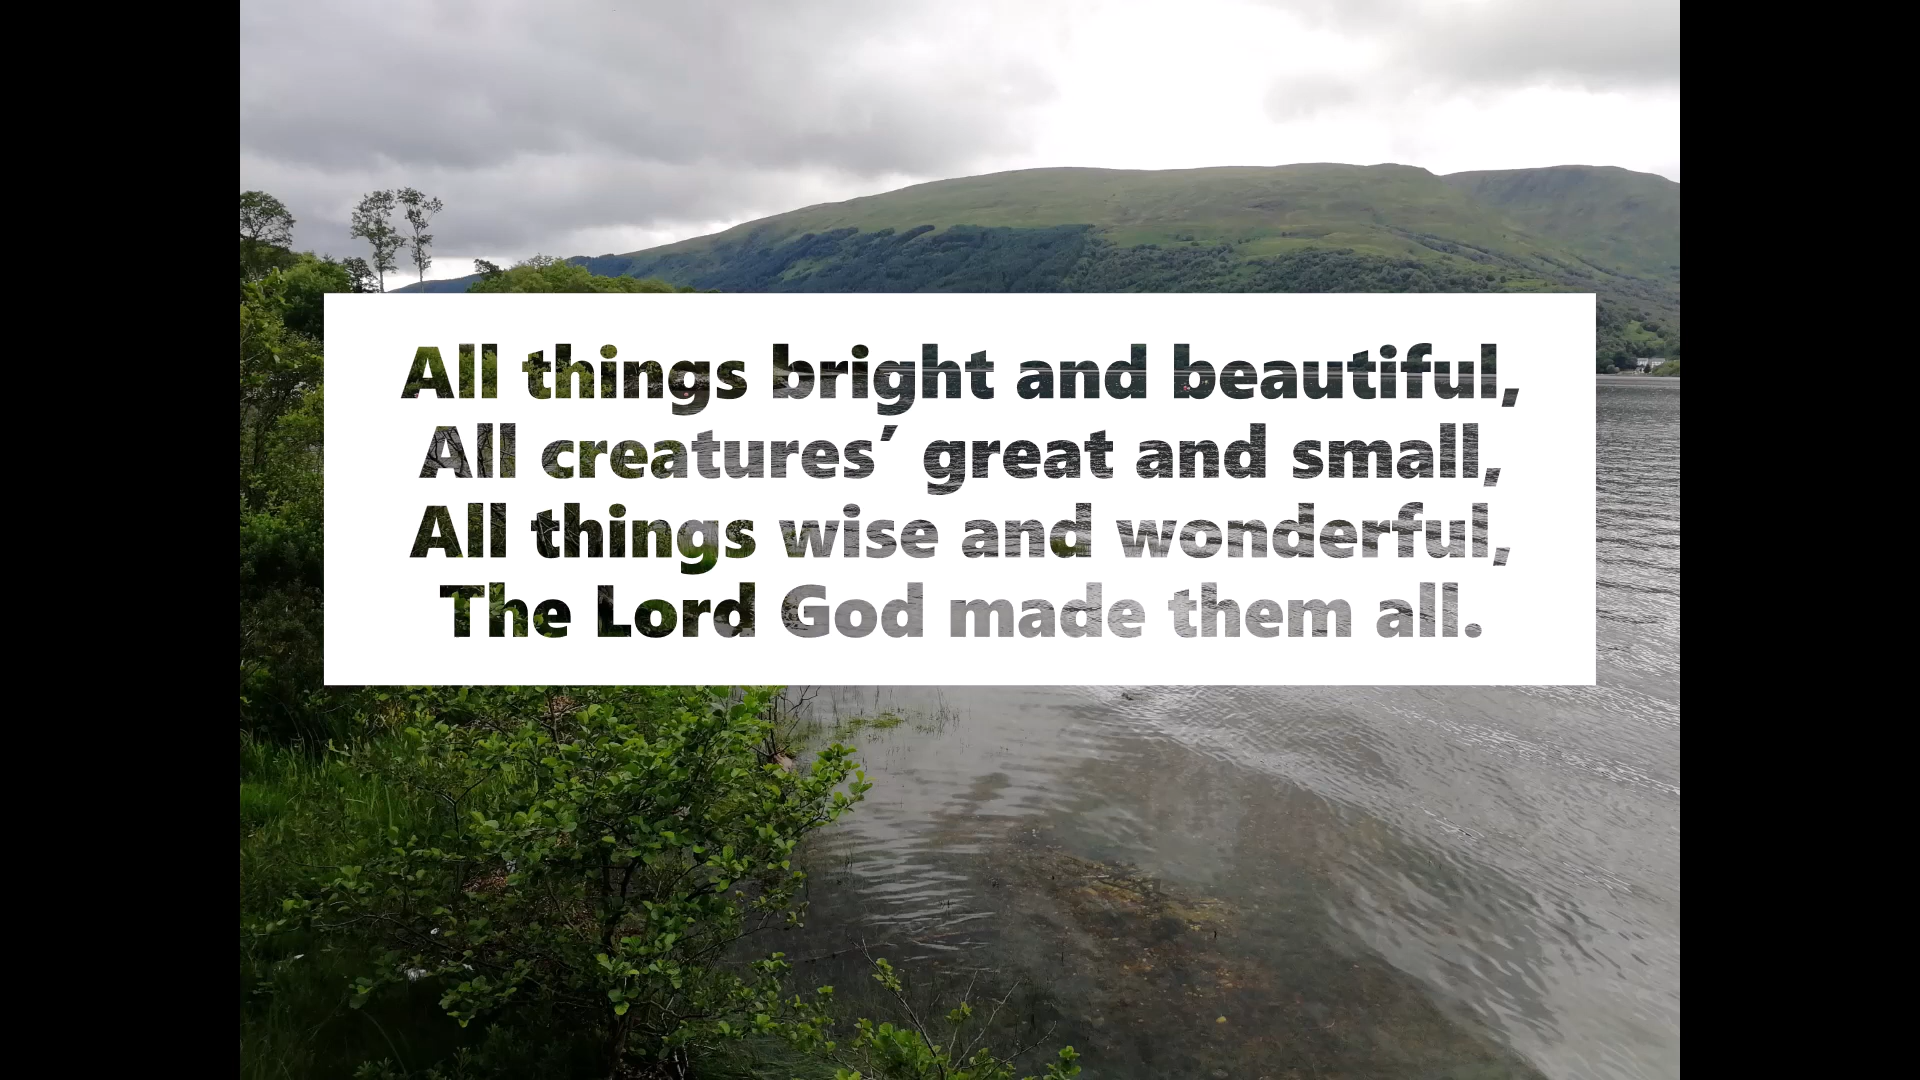 All things bright and beautiful,
All creatures’ great and small,
All things wise and wonderful,
The Lord God made them all.